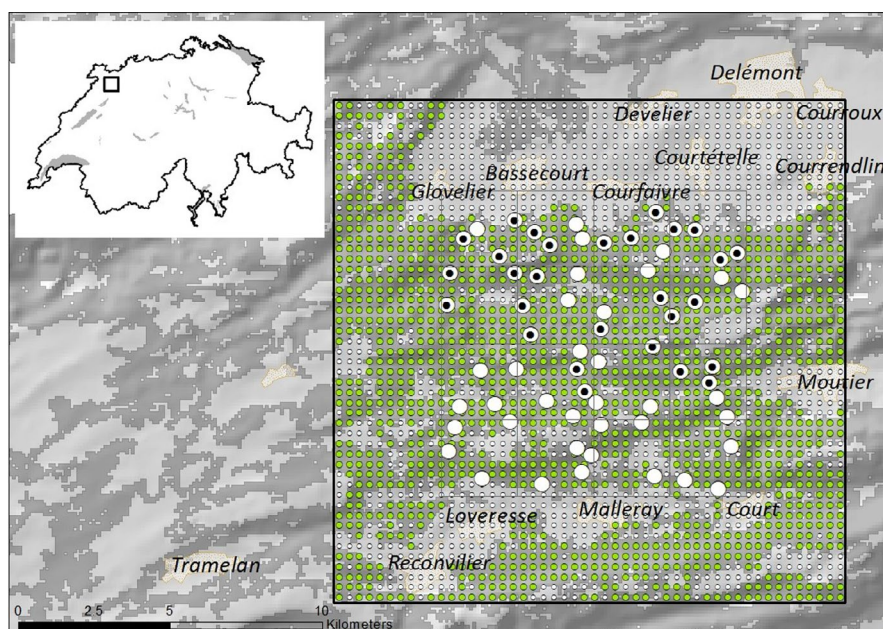 Delémont
Develier
Courroux
Courtételle
Courrendlin
Bassecourt
Glovelier
Courfaivre
Moutier
Loveresse
Malleray
Court
Tramelan
Reconvilier
0 2.5 5 10
Kilometers